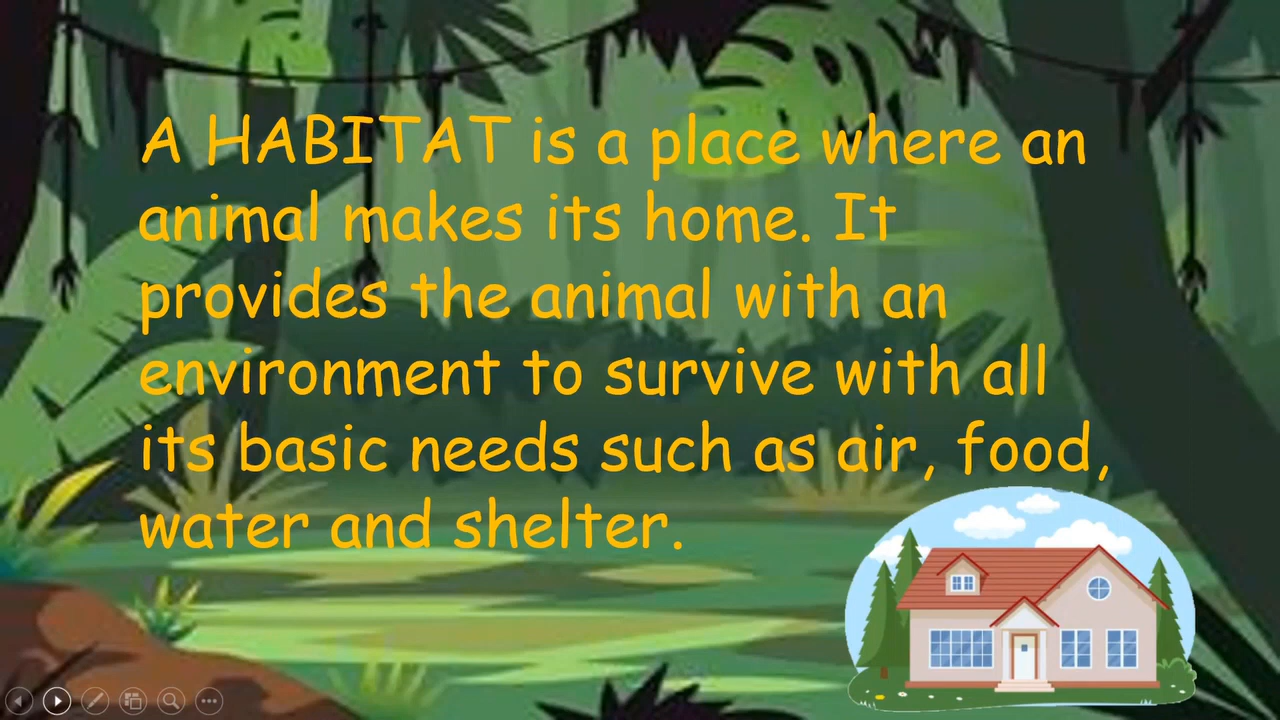 A HABITAT is a place where an
animal makes its home. It
provides the animal with an
environment to survive with all
its basic needs such as air, food,
water and shelter.